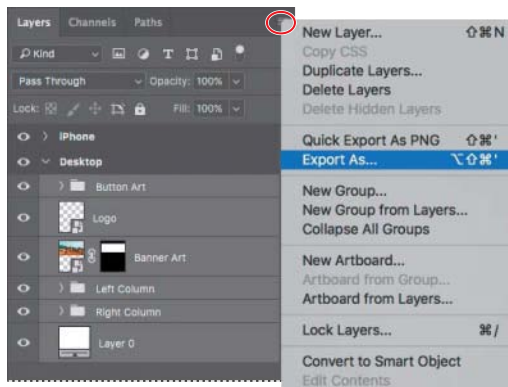 Layers Channels Paths
Kind
Pass Through Opacity: 100%
Lock: Fill: 100%
iPhone
Desktop
Button Art
Logo
Banner Art
Left Column
Right Column
Layer 0
New Layer... ⇧⌘N
Copy CSS
Duplicate Layers...
Delete Layers
Delete Hidden Layers
Quick Export As PNG ⇧⌘'
Export As... ⌥⇧⌘'
New Group...
New Group from Layers...
Collapse All Groups
New Artboard...
Artboard from Group...
Artboard from Layers...
Lock Layers... ⌘/
Convert to Smart Object
Edit Contents